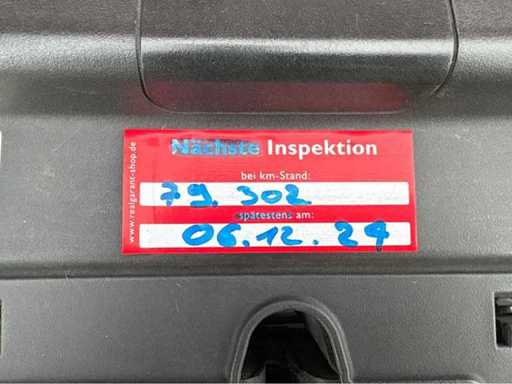 Nächste Inspektion
bei km-Stand:
79.302
spätestens am:
06.12.24
www.realgarant-shop.de